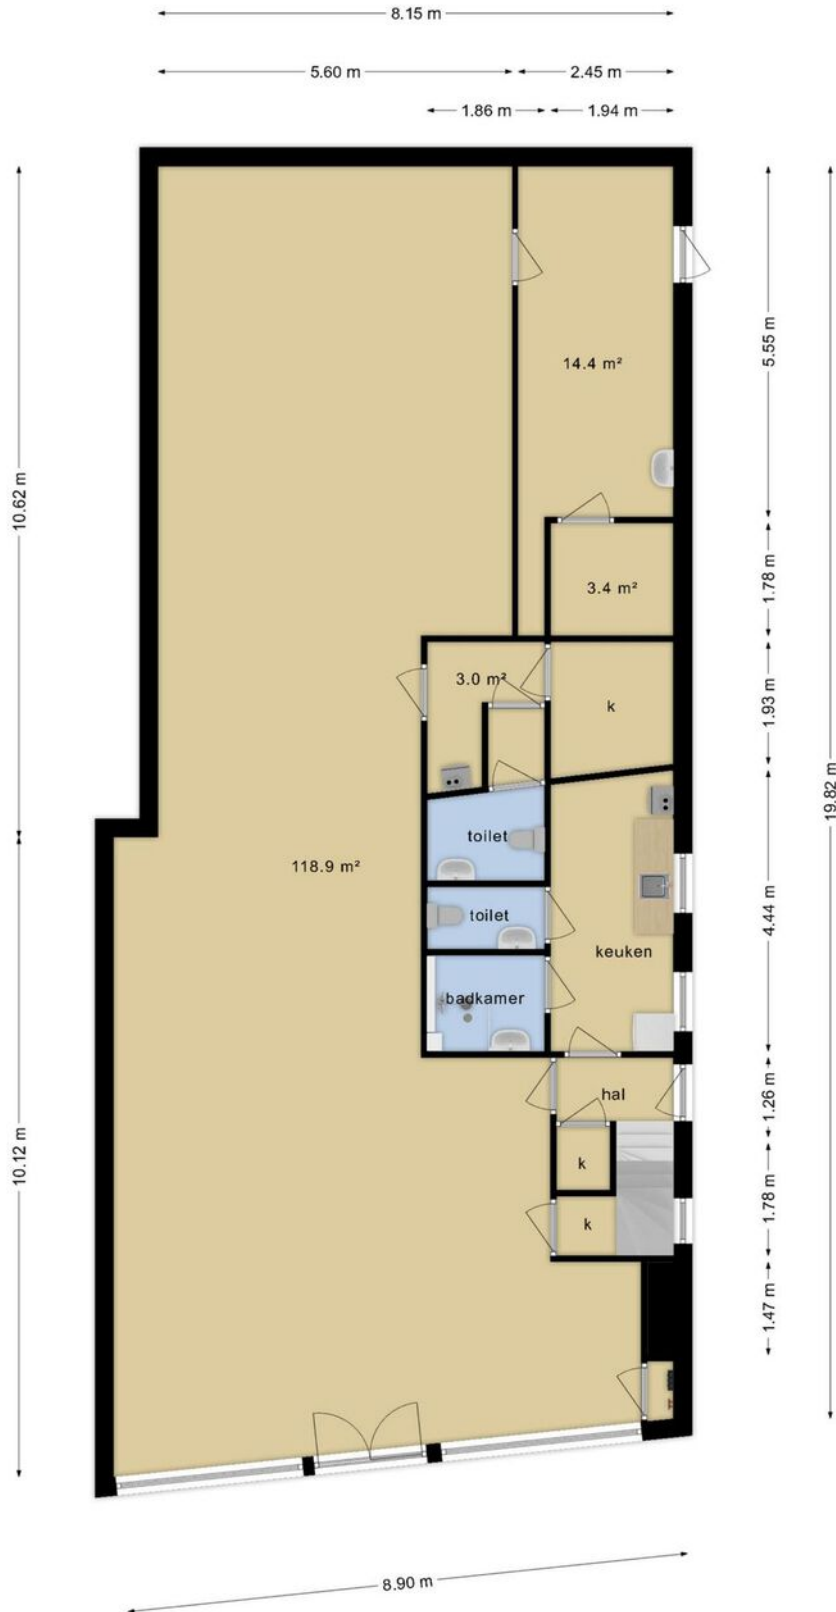 8.15 m
5.60 m
2.45 m
1.86 m
1.94 m
5.55 m
14.4 m²
10.62 m
1.78 m
3.4 m²
3.0 m²
k
1.93 m
19.82 m
toilet
118.9 m²
toilet
4.44 m
keuken
badkamer
hal
1.26 m
k
10.12 m
1.78 m
k
1.47 m
8.90 m